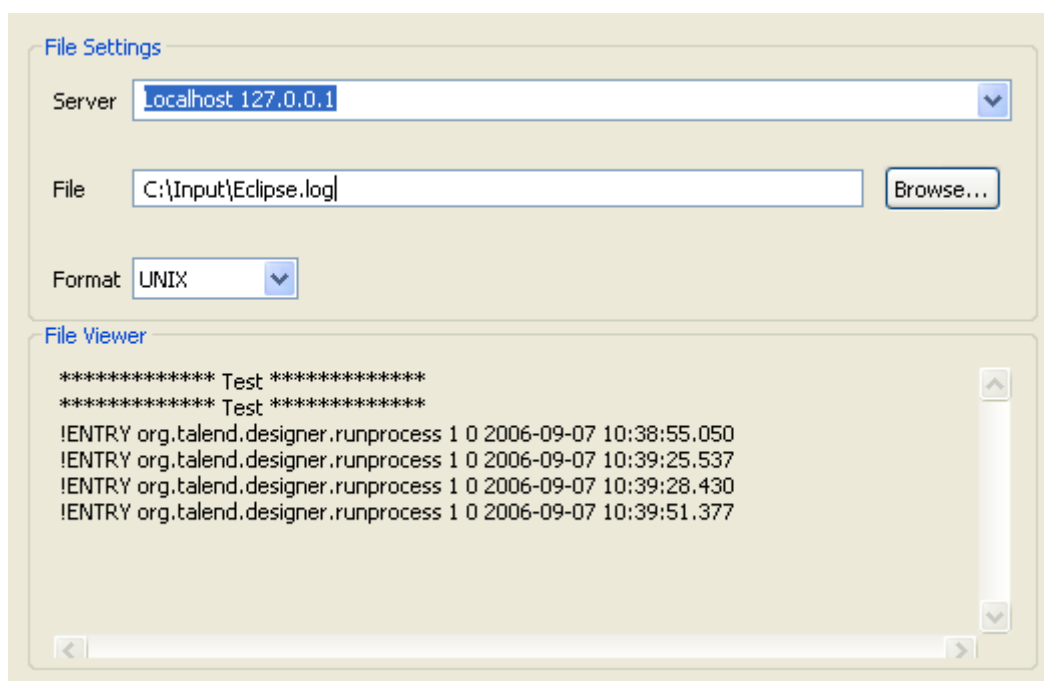 File Settings
Server Localhost 127.0.0.1
File C:\Input\Eclipse.log Browse...
Format UNIX
File Viewer
************* Test *************
************* Test *************
!ENTRY org.talend.designer.runprocess 1 0 2006-09-07 10:38:55.050
!ENTRY org.talend.designer.runprocess 1 0 2006-09-07 10:39:25.537
!ENTRY org.talend.designer.runprocess 1 0 2006-09-07 10:39:28.430
!ENTRY org.talend.designer.runprocess 1 0 2006-09-07 10:39:51.377